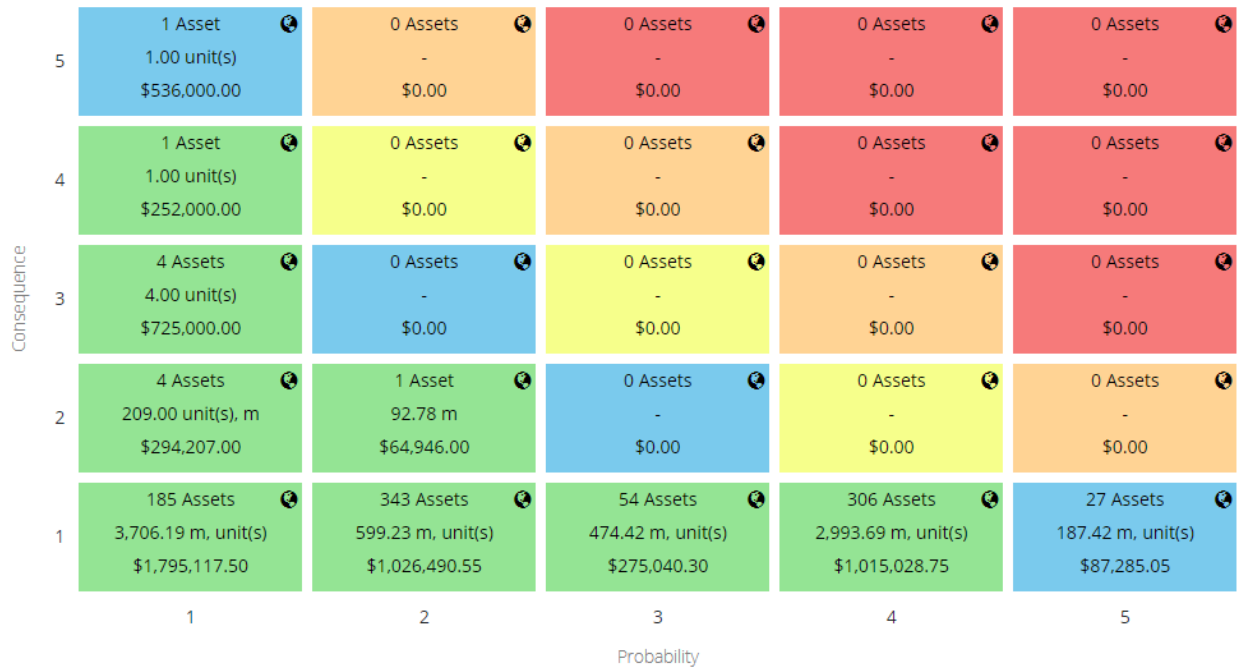 1 Asset 0 Assets 0 Assets 0 Assets 0 Assets
5 1.00 unit(s) - - - -
$536,000.00 $0.00 $0.00 $0.00 $0.00
1 Asset 0 Assets 0 Assets 0 Assets 0 Assets
4 1.00 unit(s) - - - -
$252,000.00 $0.00 $0.00 $0.00 $0.00
Consequence
4 Assets 0 Assets 0 Assets 0 Assets 0 Assets
3 4.00 unit(s) - - - -
$725,000.00 $0.00 $0.00 $0.00 $0.00
4 Assets 1 Asset 0 Assets 0 Assets 0 Assets
2 209.00 unit(s), m 92.78 m - - -
$294,207.00 $64,946.00 $0.00 $0.00 $0.00
185 Assets 343 Assets 54 Assets 306 Assets 27 Assets
1 3,706.19 m, unit(s) 599.23 m, unit(s) 474.42 m, unit(s) 2,993.69 m, unit(s) 187.42 m, unit(s)
$1,795,117.50 $1,026,490.55 $275,040.30 $1,015,028.75 $87,285.05
1 2 3 4 5
Probability